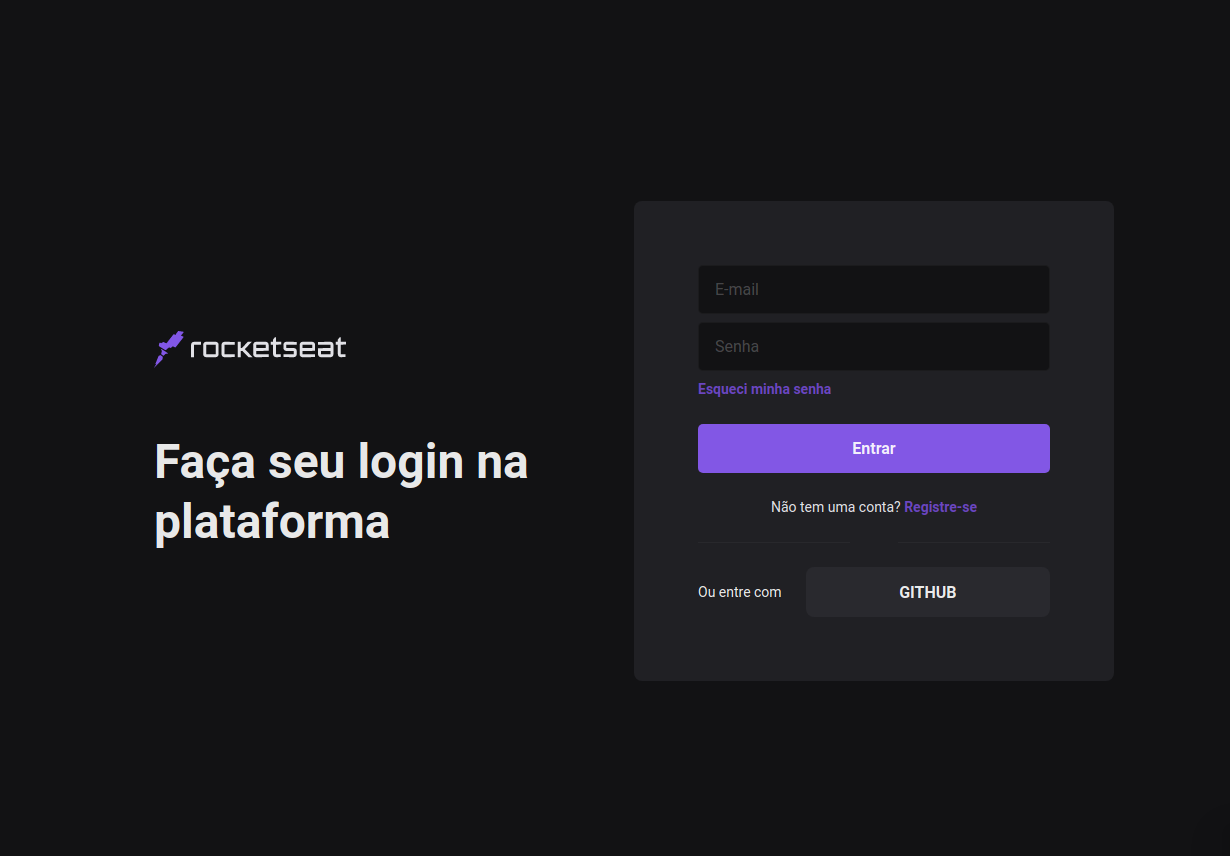 rocketseat
Faça seu login na
plataforma
E-mail
Senha
Esqueci minha senha
Entrar
Não tem uma conta? Registre-se
Ou entre com
GITHUB